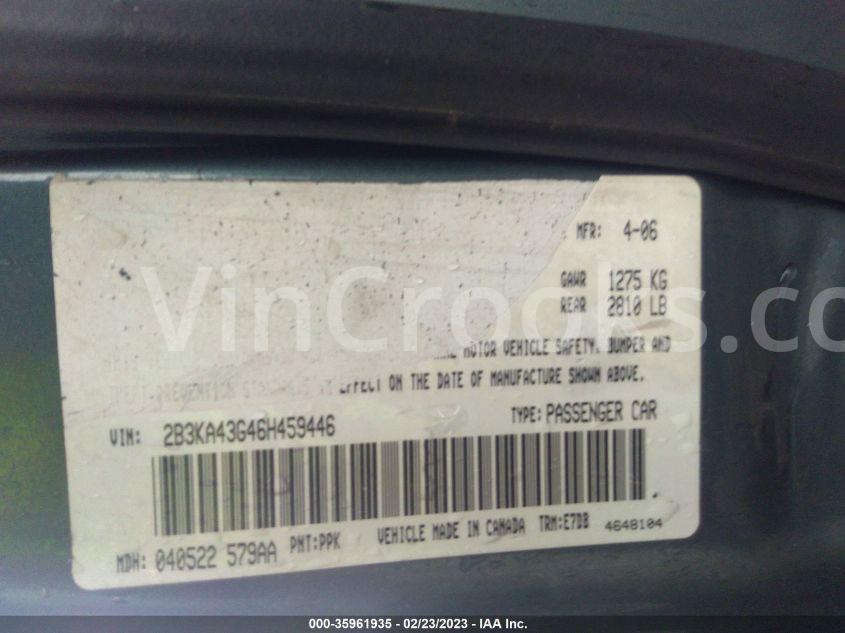 MFR: 4-06
GAWR 1275 KG
REAR 2810 LB
MOTOR VEHICLE SAFETY, BUMPER AND
EFFECT ON THE DATE OF MANUFACTURE SHOWN ABOVE.
VIN: 2B3KA43G46H459446
TYPE: PASSENGER CAR
MDH: 040522 579AA
PNT:PPK
VEHICLE MADE IN CANADA
TRM:E7DB
4648104
VinCrooks.co
000-35961935 - 02/23/2023 - IAA Inc.